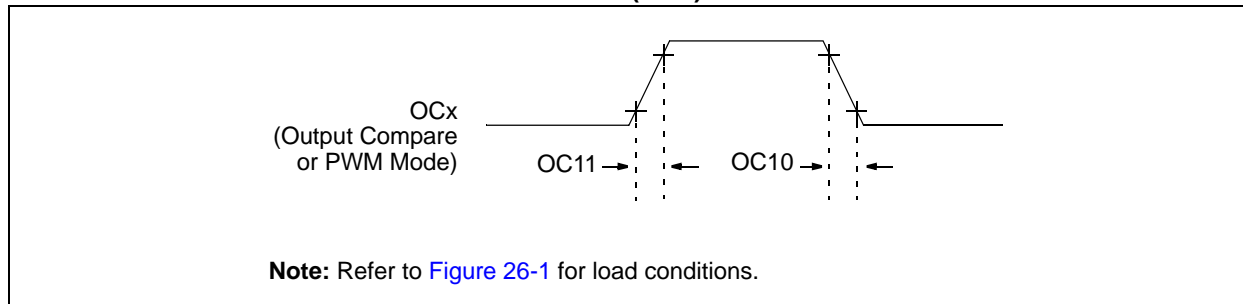 OCx
(Output Compare
or PWM Mode)
OC11
OC10
Note: Refer to Figure 26-1 for load conditions.